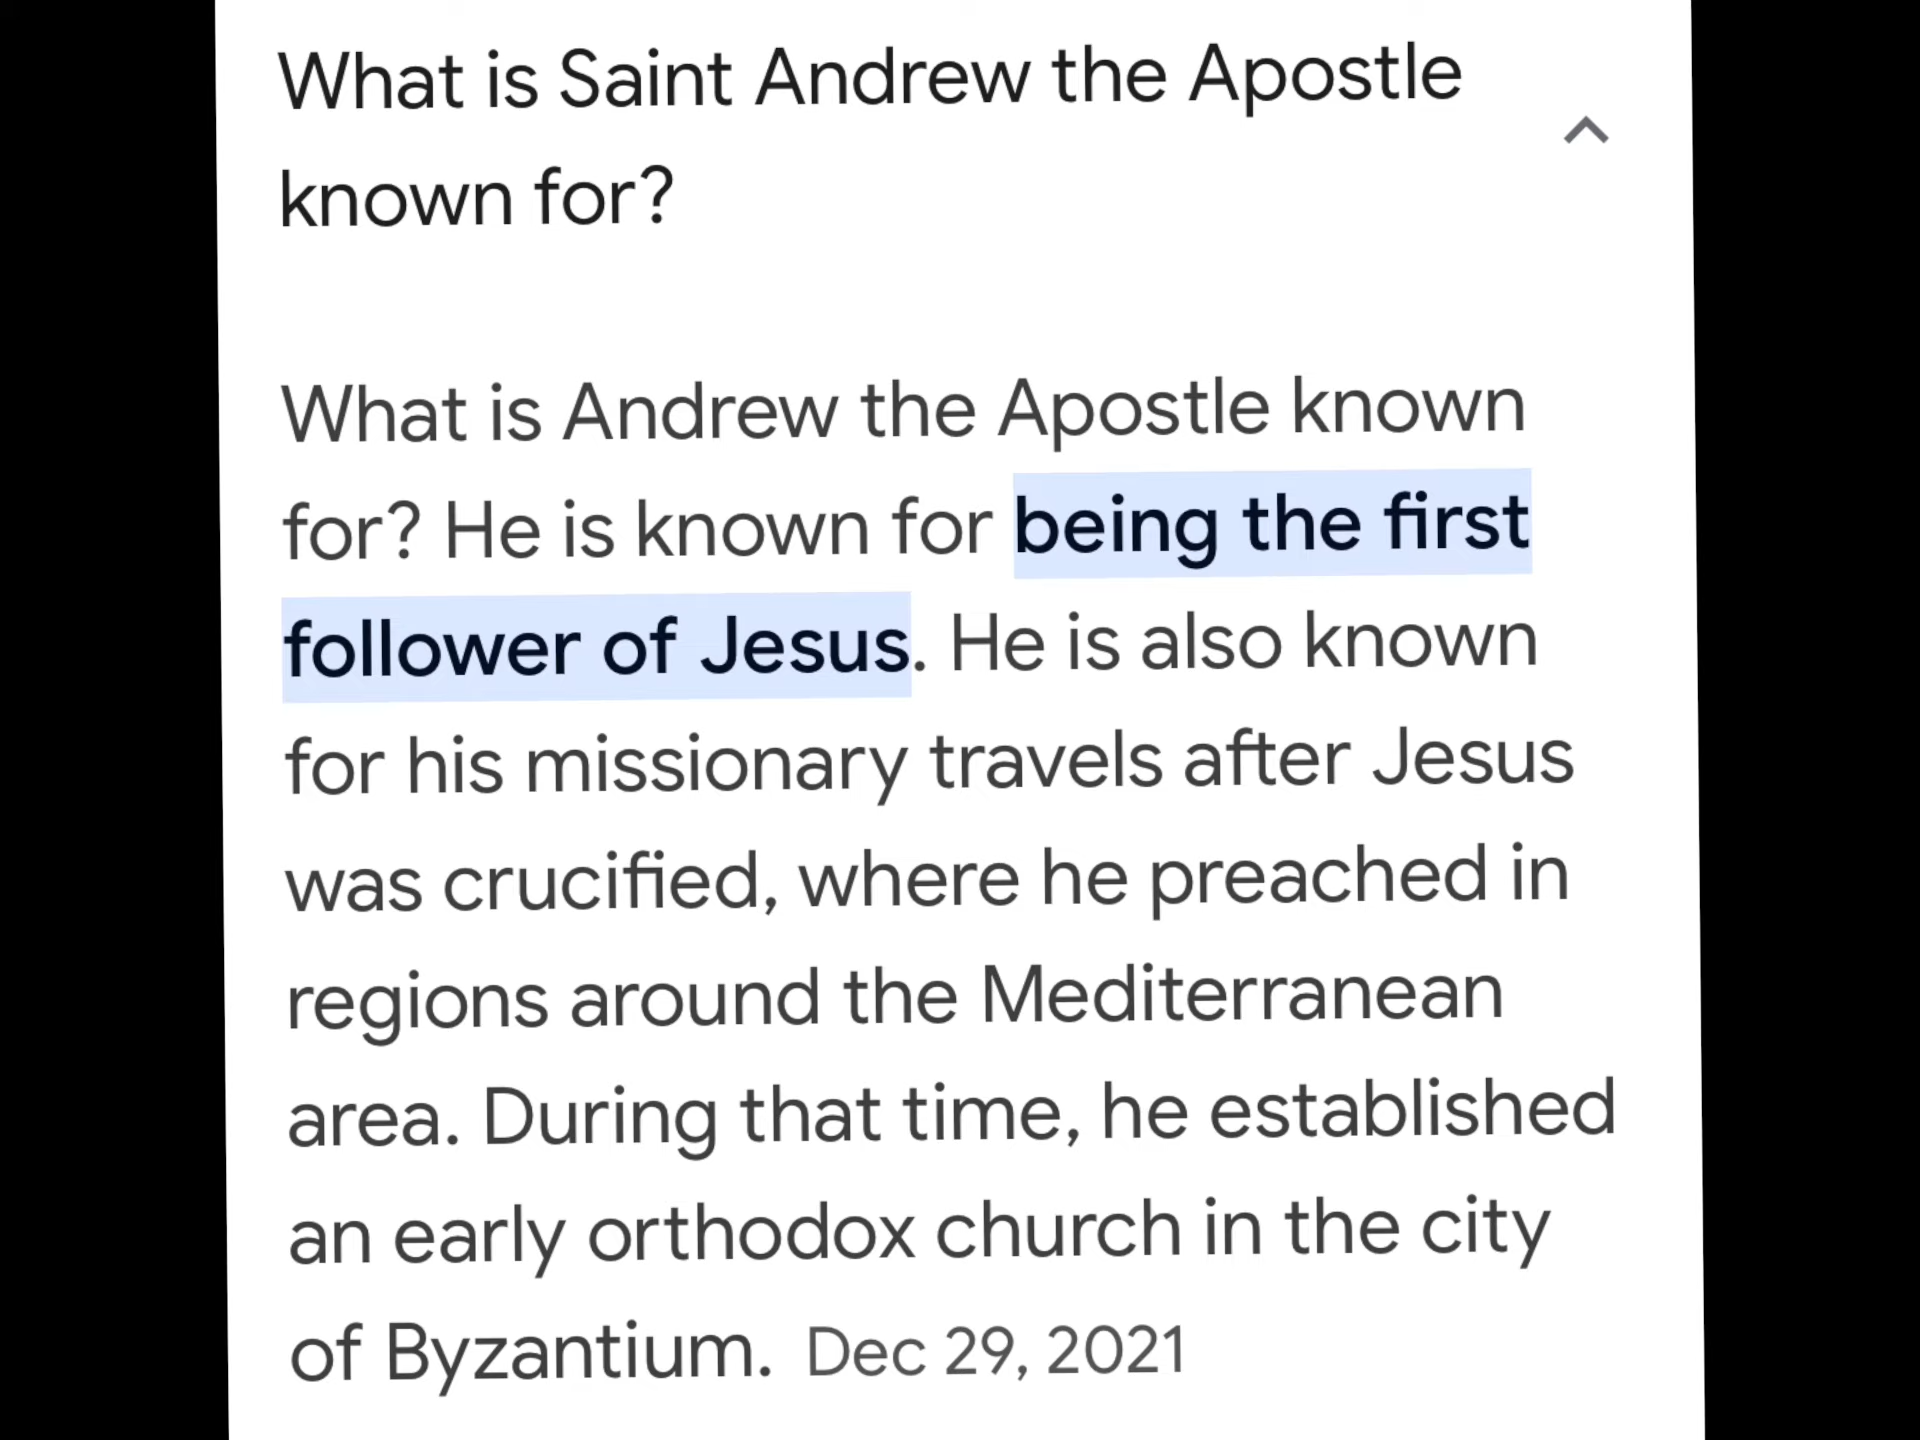 What is Saint Andrew the Apostle
known for?
What is Andrew the Apostle known
for? He is known for being the first
follower of Jesus. He is also known
for his missionary travels after Jesus
was crucified, where he preached in
regions around the Mediterranean
area. During that time, he established
an early orthodox church in the city
of Byzantium. Dec 29, 2021